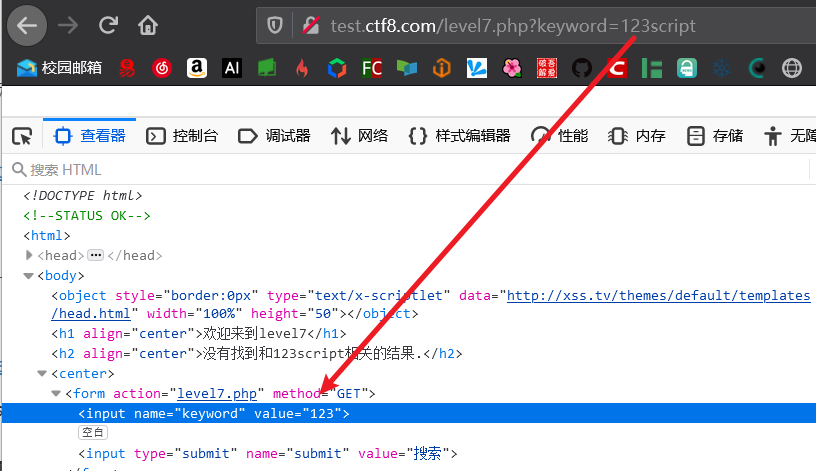 test.ctf8.com/level7.php?keyword=123script
校园邮箱
a
AI
FC
破吾
解爱
C
查看器 控制台 调试器 网络 {} 样式编辑器 性能 内存 存储 无障
搜索 HTML
<!DOCTYPE html>
<!--STATUS OK-->
<html>
<head>...</head>
<body>
<object style="border:0px" type="text/x-scriptlet" data="http://xss.tv/themes/default/templates
/head.html" width="100%" height="50"></object>
<h1 align="center">欢迎来到level7</h1>
<h2 align="center">没有找到和123script相关的结果.</h2>
<center>
<form action="level7.php" method="GET">
<input name="keyword" value="123">
空白
<input type="submit" name="submit" value="搜索">